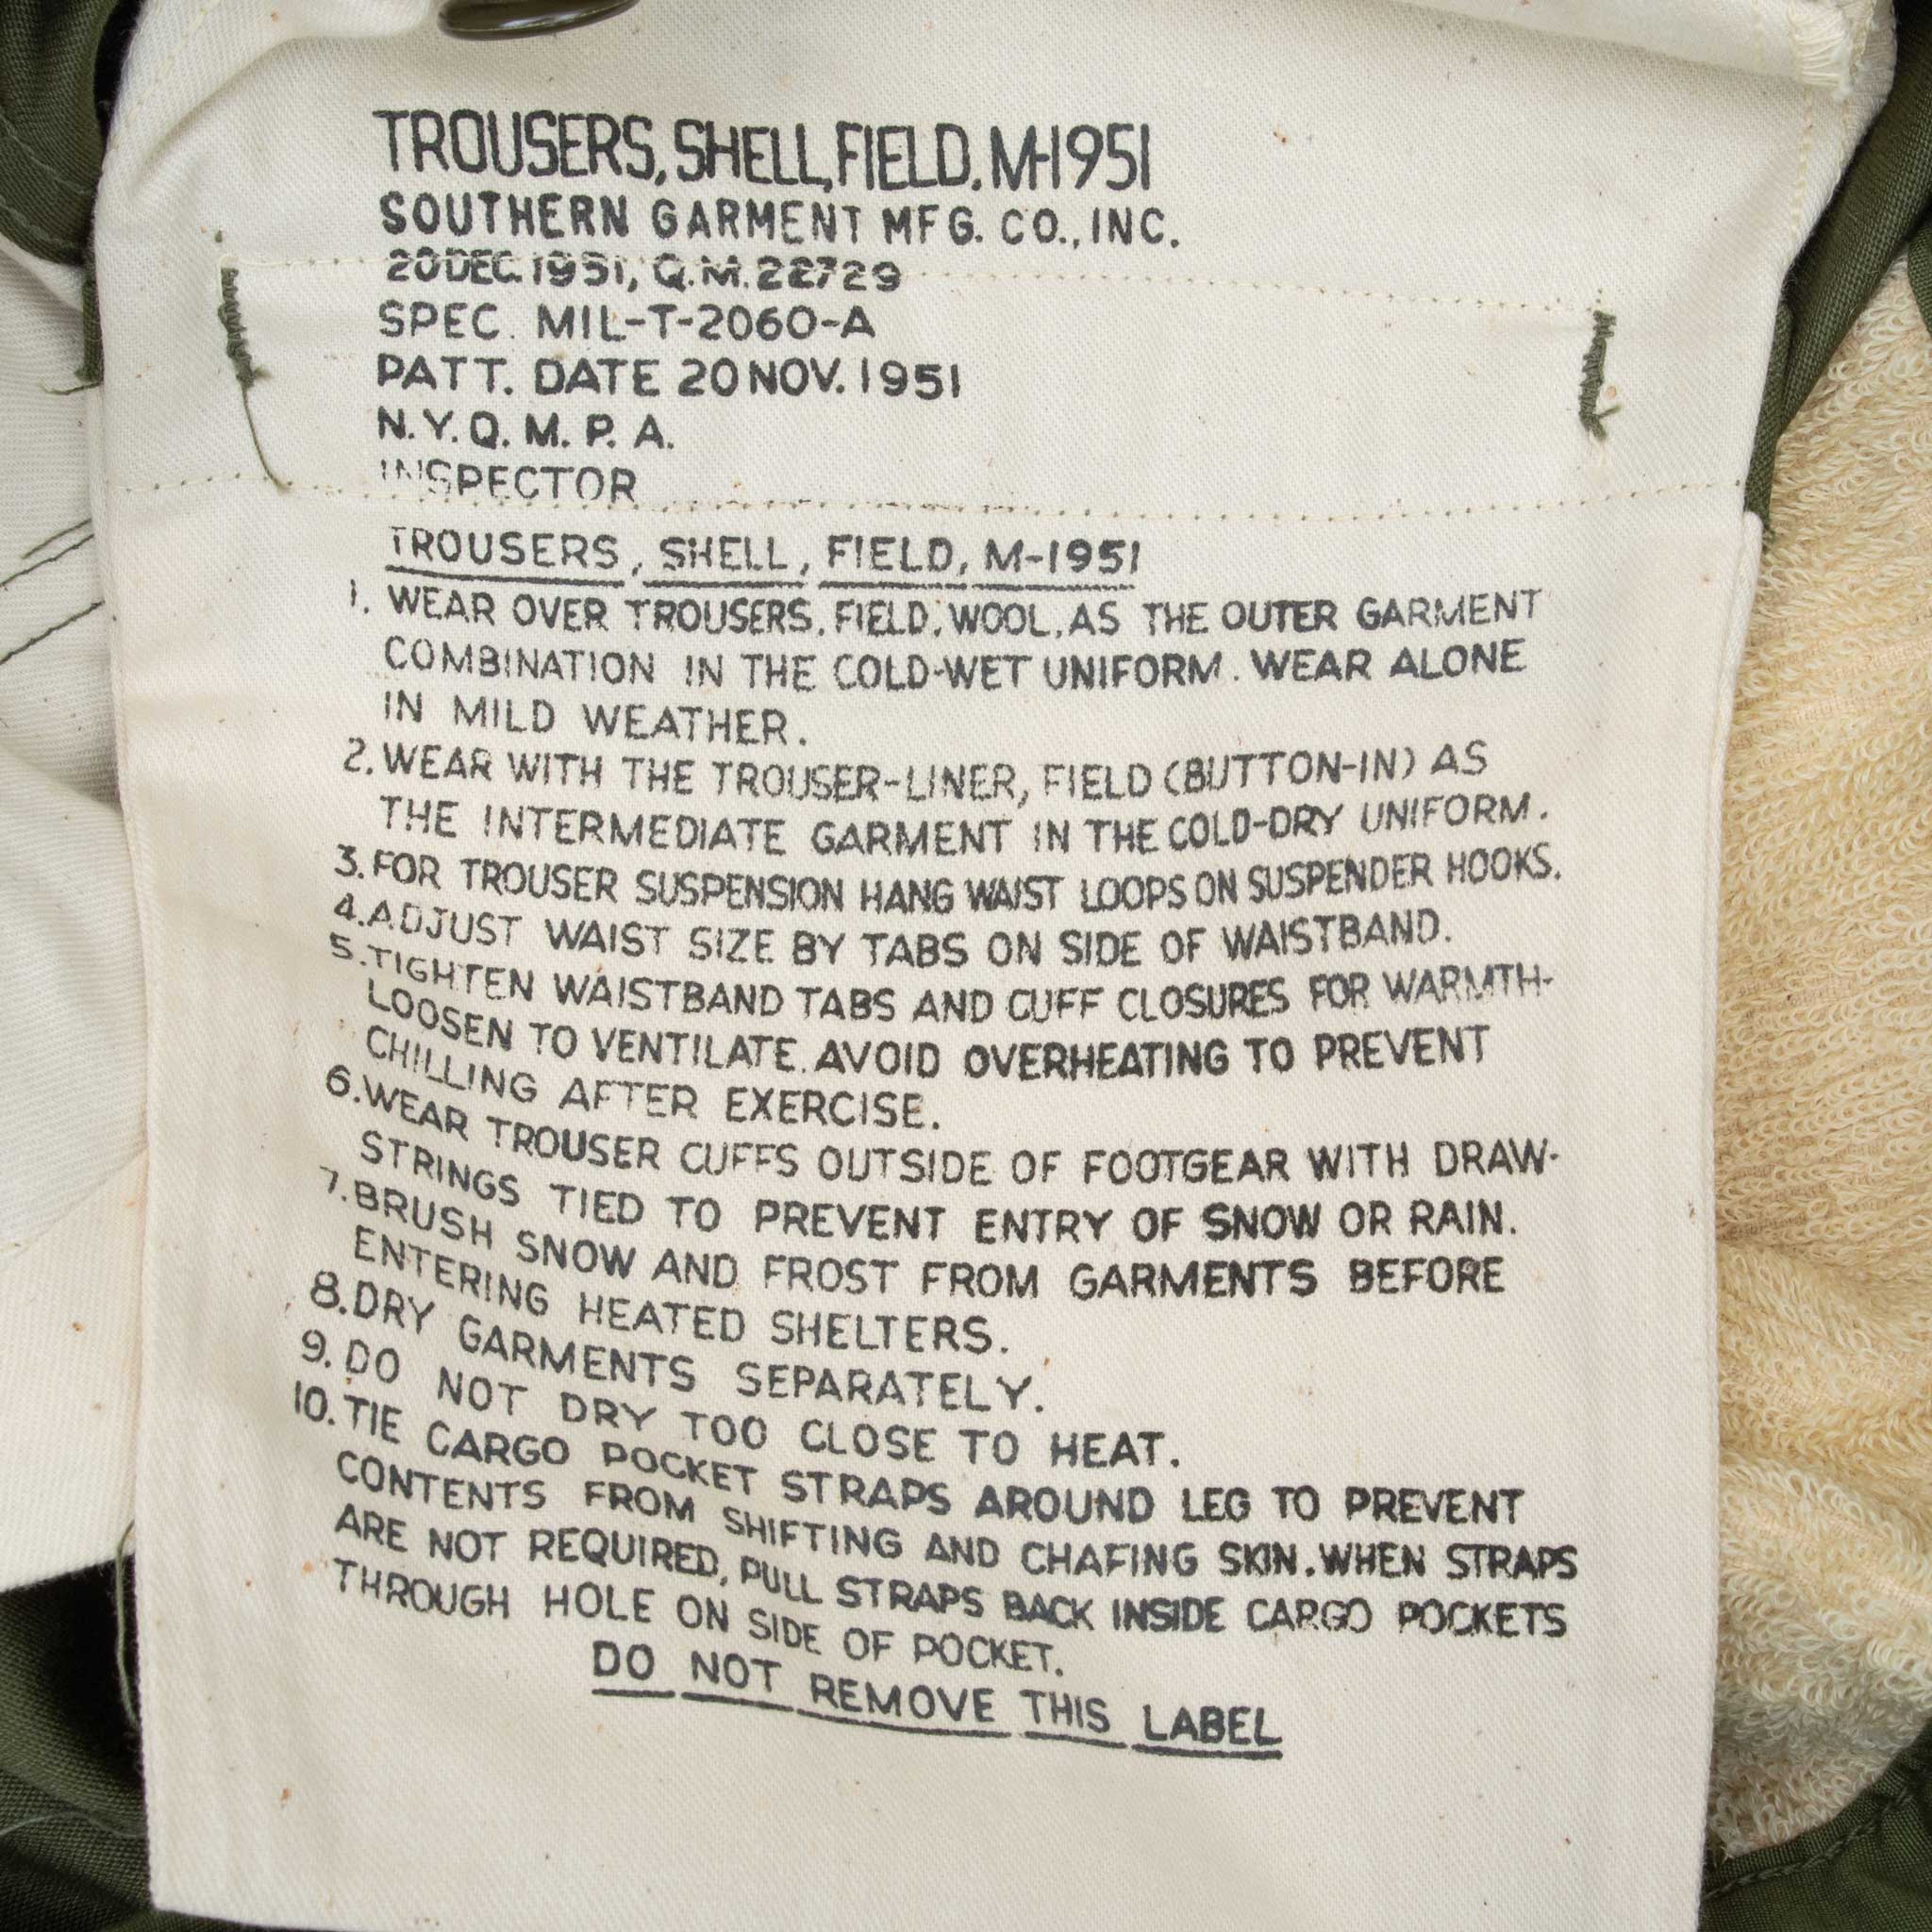 TROUSERS, SHELL, FIELD, M-1951
SOUTHERN GARMENT MFG. CO., INC.
20 DEC. 1951, Q.M. 22729
SPEC. MIL-T-2060-A
PATT. DATE 20 NOV. 1951
N.Y.Q.M.P.A.
INSPECTOR
TROUSERS, SHELL, FIELD, M-1951
1. WEAR OVER TROUSERS, FIELD, WOOL, AS THE OUTER GARMENT
COMBINATION IN THE COLD-WET UNIFORM. WEAR ALONE
IN MILD WEATHER.
2. WEAR WITH THE TROUSER-LINER, FIELD (BUTTON-IN) AS
THE INTERMEDIATE GARMENT IN THE COLD-DRY UNIFORM.
3. FOR TROUSER SUSPENSION HANG WAIST LOOPS ON SUSPENDER HOOKS.
4. ADJUST WAIST SIZE BY TABS ON SIDE OF WAISTBAND.
5. TIGHTEN WAISTBAND TABS AND CUFF CLOSURES FOR WARMTH-
LOOSEN TO VENTILATE. AVOID OVERHEATING TO PREVENT
CHILLING AFTER EXERCISE.
6. WEAR TROUSER CUFFS OUTSIDE OF FOOTGEAR WITH DRAW-
STRINGS TIED TO PREVENT ENTRY OF SNOW OR RAIN.
7. BRUSH SNOW AND FROST FROM GARMENTS BEFORE
ENTERING HEATED SHELTERS.
8. DRY GARMENTS SEPARATELY.
9. DO NOT DRY TOO CLOSE TO HEAT.
10. TIE CARGO POCKET STRAPS AROUND LEG TO PREVENT
CONTENTS FROM SHIFTING AND CHAFING SKIN. WHEN STRAPS
ARE NOT REQUIRED, PULL STRAPS BACK INSIDE CARGO POCKETS
THROUGH HOLE ON SIDE OF POCKET.
DO NOT REMOVE THIS LABEL